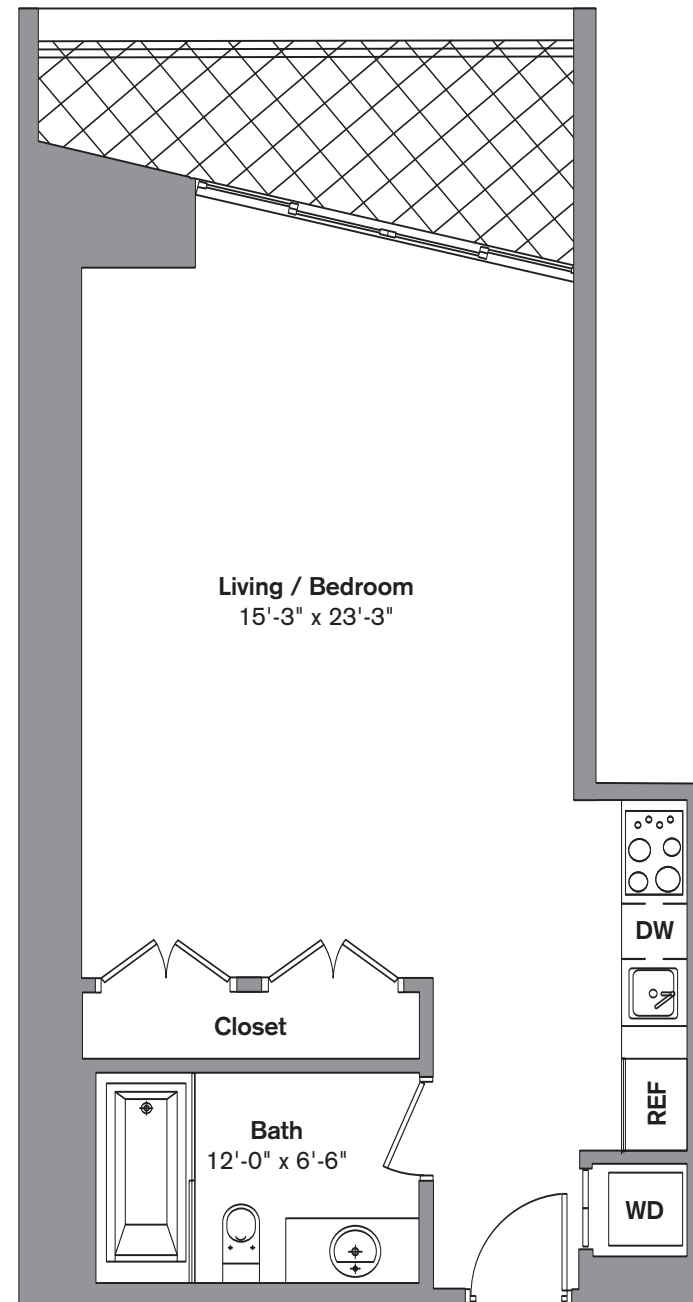 Living / Bedroom
15'-3" x 23'-3"
DW
Closet
REF
Bath
12'-0" x 6'-6"
WD